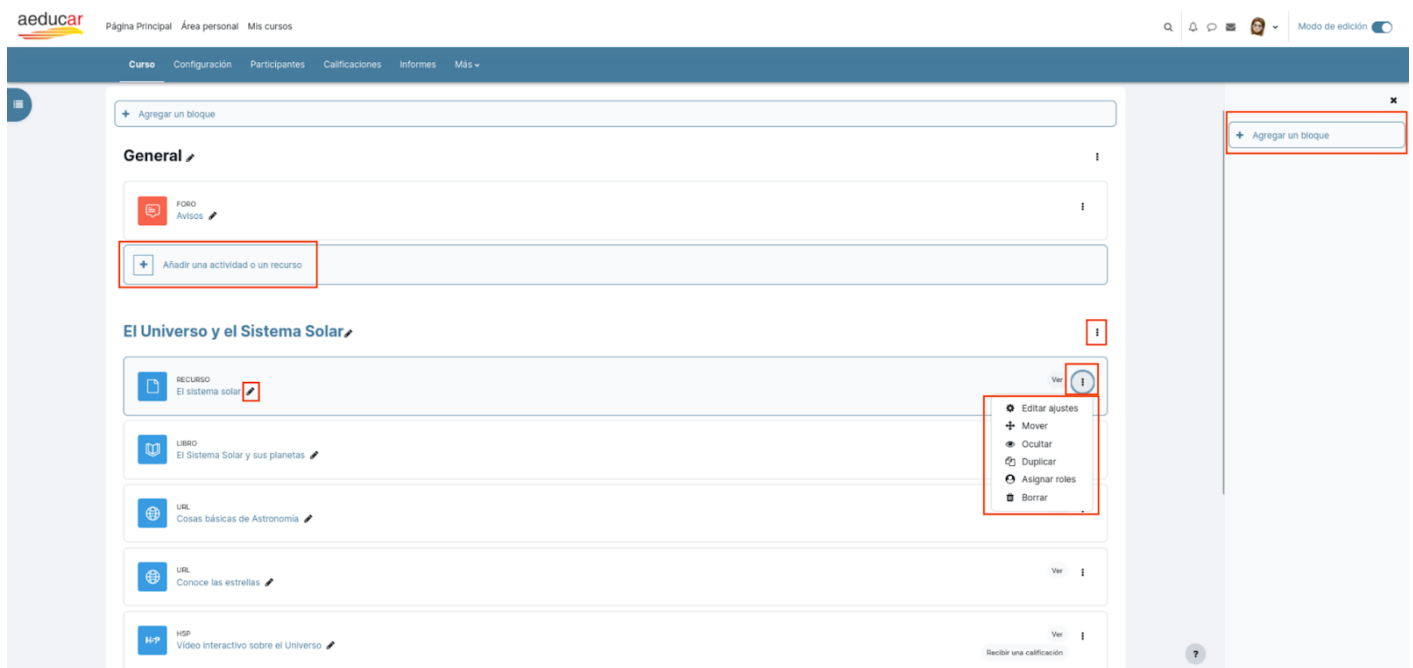 aeducar
Página Principal Área personal Mis cursos
Modo de edición
Curso Configuración Participantes Calificaciones Informes Más
Agregar un bloque
Agregar un bloque
General
FORO
Avisos
Añadir una actividad o un recurso
El Universo y el Sistema Solar
RECURSO
El sistema solar
Ver
Editar ajustes
Mover
Ocultar
Duplicar
Asignar roles
Borrar
LIBRO
El Sistema Solar y sus planetas
URL
Cosas básicas de Astronomía
URL
Conoce las estrellas
Ver
H5P
H5P
Vídeo interactivo sobre el Universo
Ver
Recibir una calificación
?